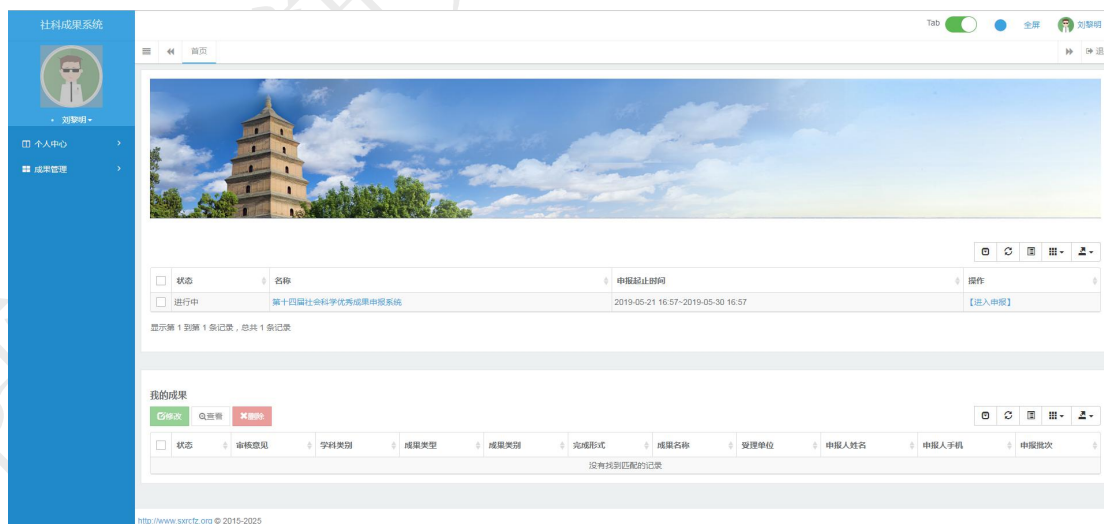 社科成果系统
Tab 全屏 刘黎明
首页
刘黎明
个人中心
成果管理
状态 名称 申报起止时间 操作
进行中 第十四届社会科学优秀成果申报系统 2019-05-21 16:57~2019-05-30 16:57 【进入申报】
显示第 1 到第 1 条记录，总共 1 条记录
我的成果
修改 查看 删除
状态 审核意见 学科类别 成果类型 成果类别 完成形式 成果名称 受理单位 申报人姓名 申报人手机 申报批次
没有找到匹配的记录
http://www.sxrcfz.org © 2015-2025